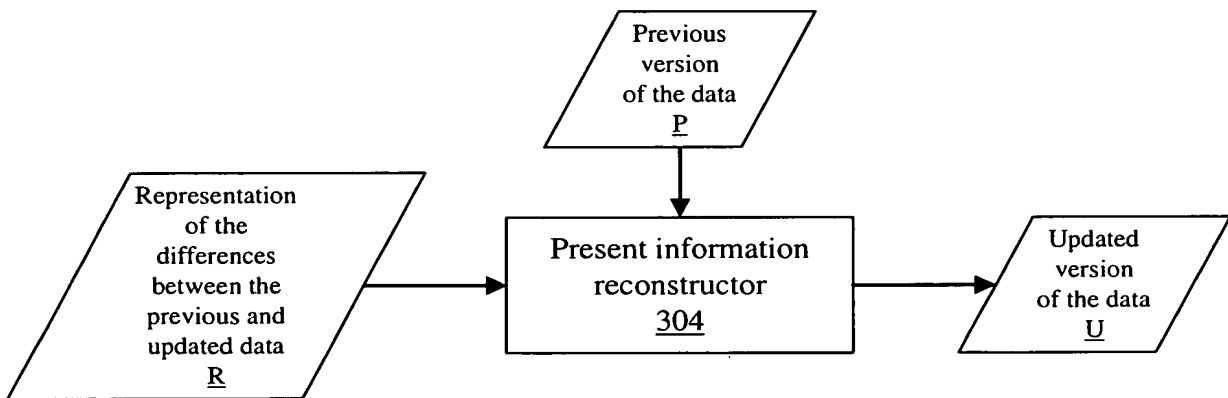 Previous
version
of the data
P
Representation
of the
differences
between the
previous and
updated data
R
Present information
reconstructor
304
Updated
version
of the data
U